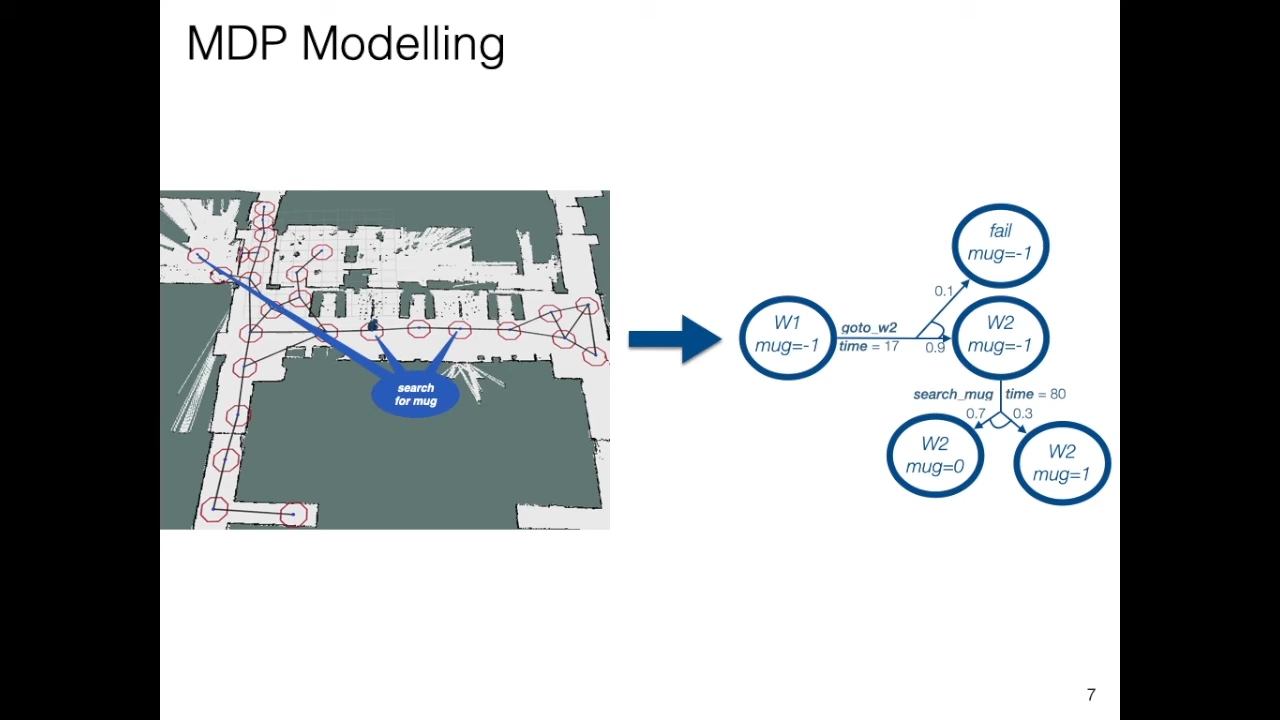 MDP Modelling
search
for mug
fail
mug=-1
0.1
W1
mug=-1
goto_w2
time = 17
0.9
W2
mug=-1
search_mug time = 80
0.7
0.3
W2
mug=0
W2
mug=1
7